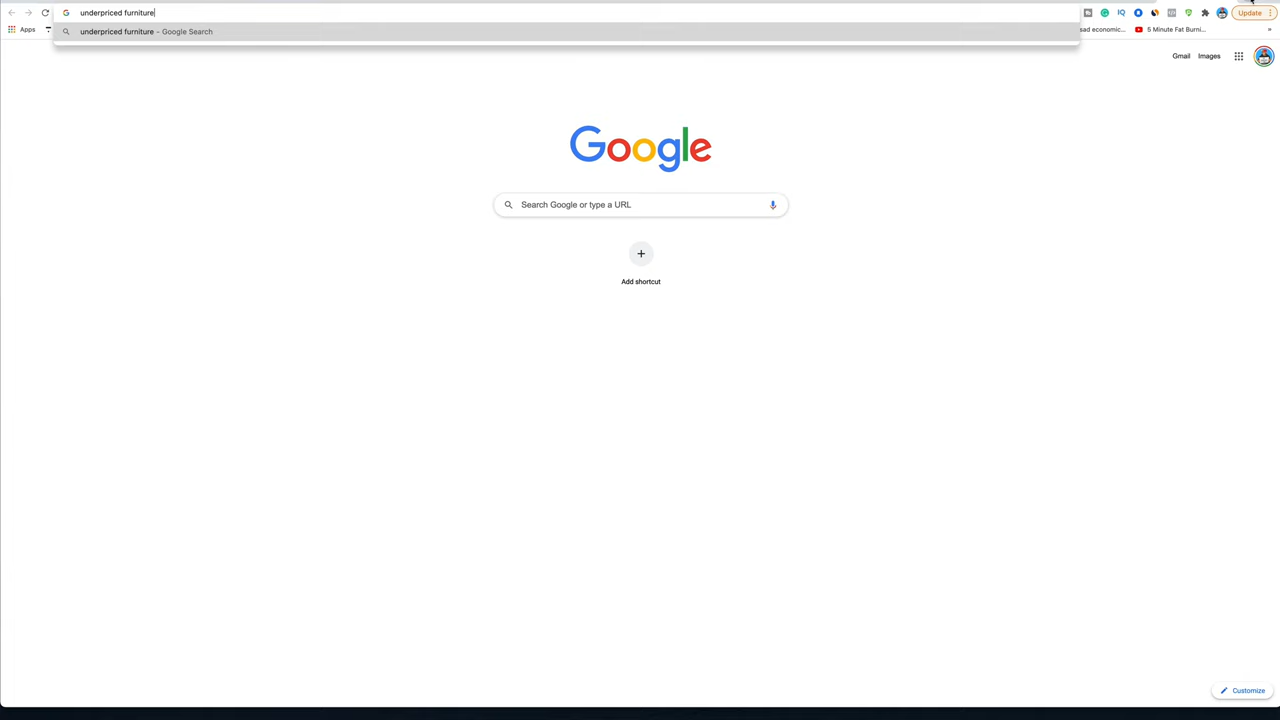 underpriced furniture
Update
underpriced furniture - Google Search
Apps
sad economic...
5 Minute Fat Burni...
»
Gmail Images
Google
Search Google or type a URL
Add shortcut
Customize